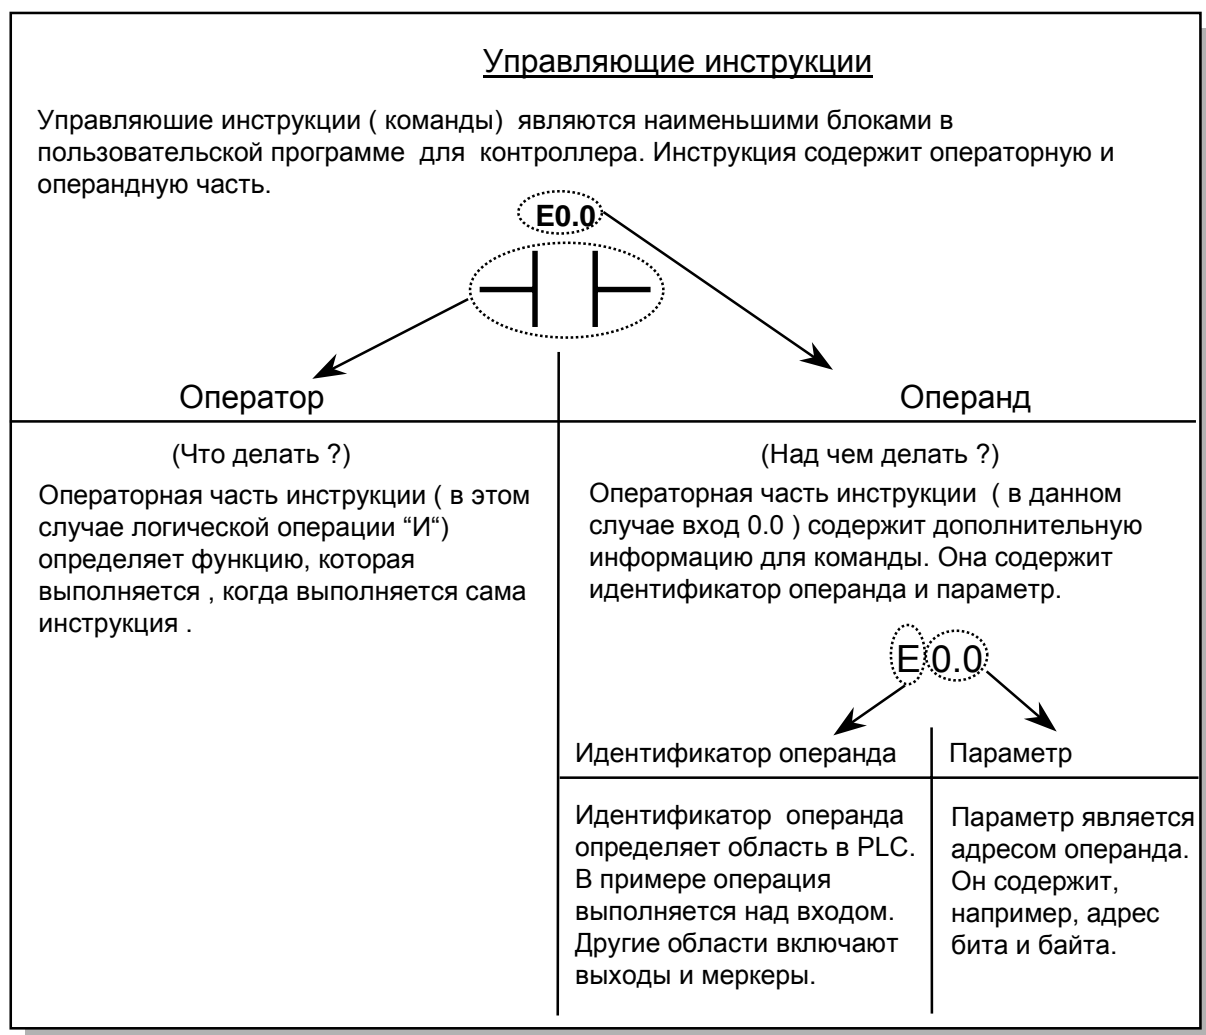 Управляющие инструкции
Управляюшие инструкции ( команды) являются наименьшими блоками в
пользовательской программе для контроллера. Инструкция содержит операторную и
операндную часть.
E0.0
Оператор
(Что делать ?)
Операторная часть инструкции ( в этом
случае логической операции “И“)
определяет функцию, которая
выполняется , когда выполняется сама
инструкция .
Операнд
(Над чем делать ?)
Операторная часть инструкции ( в данном
случае вход 0.0 ) содержит дополнительную
информацию для команды. Она содержит
идентификатор операнда и параметр.
E 0.0
Идентификатор операнда
Идентификатор операнда
определяет область в PLC.
В примере операция
выполняется над входом.
Другие области включают
выходы и меркеры.
Параметр
Параметр является
адресом операнда.
Он содержит,
например, адрес
бита и байта.